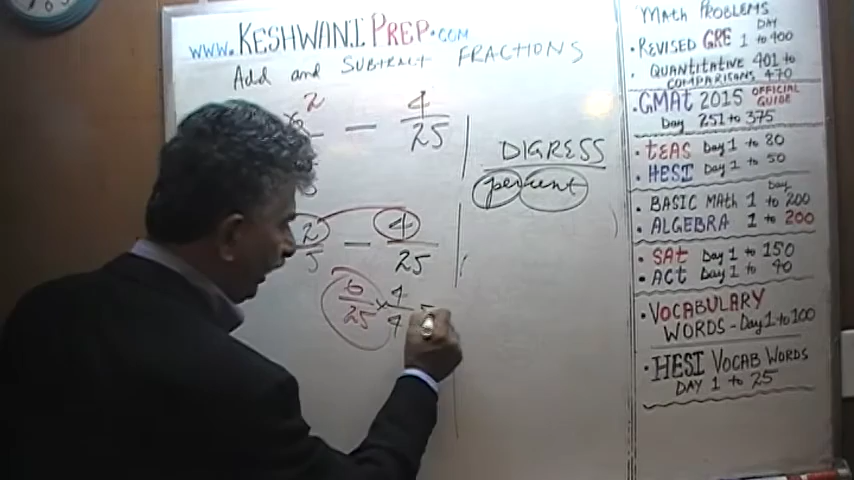 www.KESHWANI PREP.COM
Add and SUBTRACT FRACTIONS
2 − 4
25
DIGRESS
percent
2 − 4
5 25
6 × 4
25 4
MATH PROBLEMS
DAY
• REVISED GRE 1 to 400
• QUANTITATIVE 401 to
COMPARISONS 470
• GMAT 2015 OFFICIAL
GUIDE
Day 251 to 375
• TEAS Day 1 to 80
• HESI Day 1 to 50
Day
• BASIC MATH 1 to 200
• ALGEBRA 1 to 200
• SAT Day 1 to 150
• ACT Day 1 to 40
• VOCABULARY
WORDS - Day 1 to 100
• HESI VOCAB WORDS
DAY 1 to 25